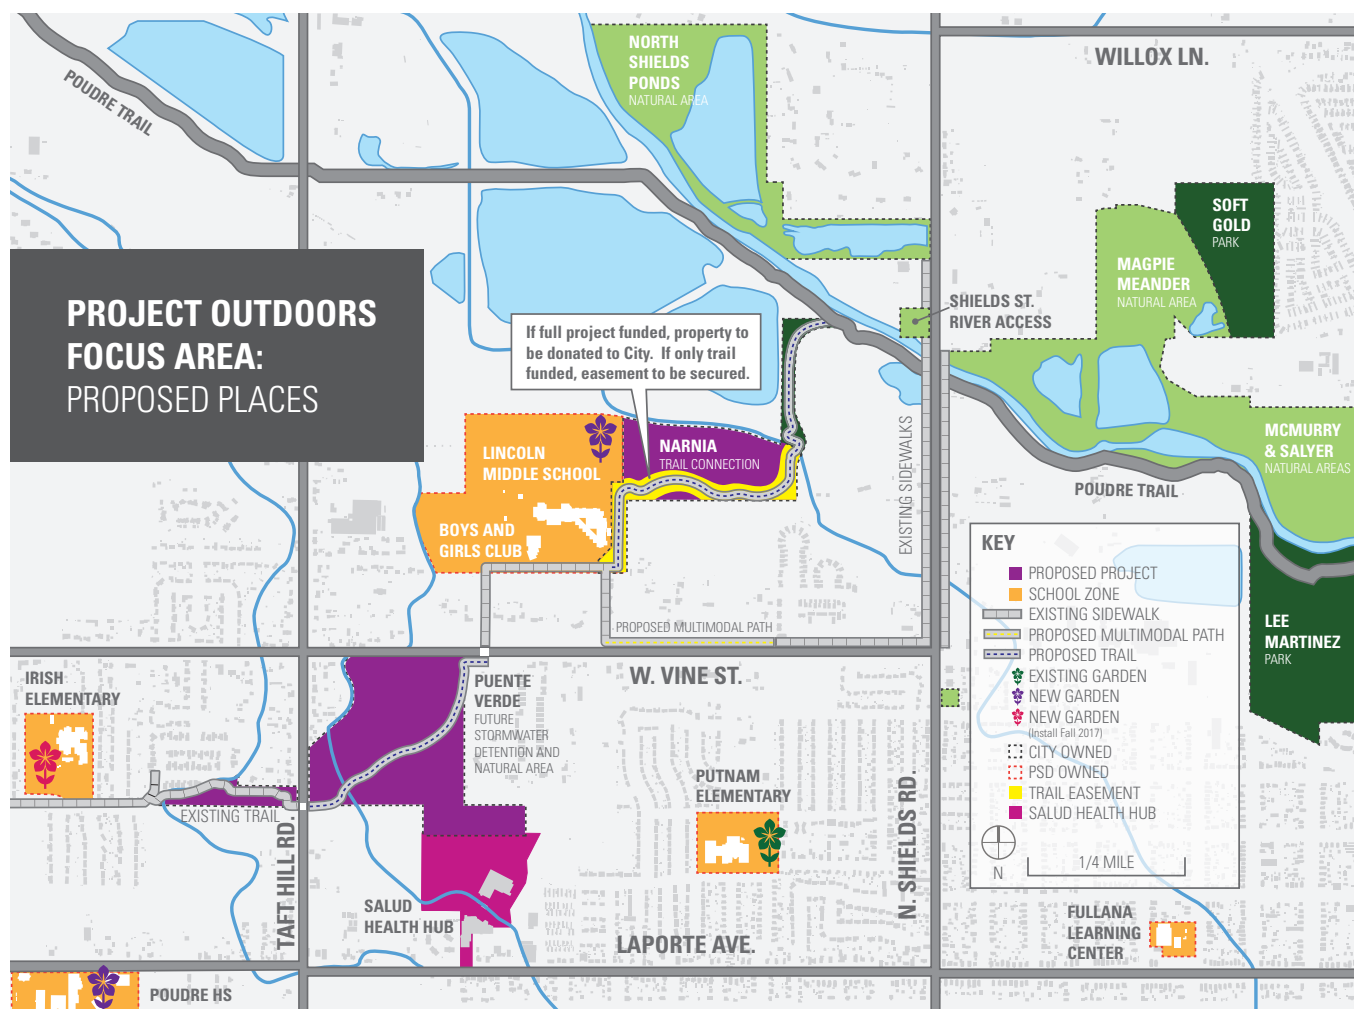 POUDRE TRAIL
NORTH
SHIELDS
PONDS
NATURAL AREA
WILLOX LN.
SOFT
GOLD
PARK
MAGPIE
MEANDER
NATURAL AREA
SHIELDS ST.
RIVER ACCESS
PROJECT OUTDOORS
FOCUS AREA:
PROPOSED PLACES
If full project funded, property to
be donated to City. If only trail
funded, easement to be secured.
LINCOLN
MIDDLE SCHOOL
NARNIA
TRAIL CONNECTION
BOYS AND
GIRLS CLUB
EXISTING SIDEWALKS
MCMURRY
& SALYER
NATURAL AREAS
POUDRE TRAIL
KEY
PROPOSED PROJECT
SCHOOL ZONE
EXISTING SIDEWALK
PROPOSED MULTIMODAL PATH
PROPOSED TRAIL
EXISTING GARDEN
NEW GARDEN
NEW GARDEN
(Install Fall 2017)
CITY OWNED
PSD OWNED
TRAIL EASEMENT
SALUD HEALTH HUB
N
1/4 MILE
LEE
MARTINEZ
PARK
PROPOSED MULTIMODAL PATH
W. VINE ST.
IRISH
ELEMENTARY
PUENTE
VERDE
FUTURE
STORMWATER
DETENTION AND
NATURAL AREA
PUTNAM
ELEMENTARY
EXISTING TRAIL
TAFT HILL RD.
N. SHIELDS RD.
SALUD
HEALTH HUB
LAPORTE AVE.
FULLANA
LEARNING
CENTER
POUDRE HS